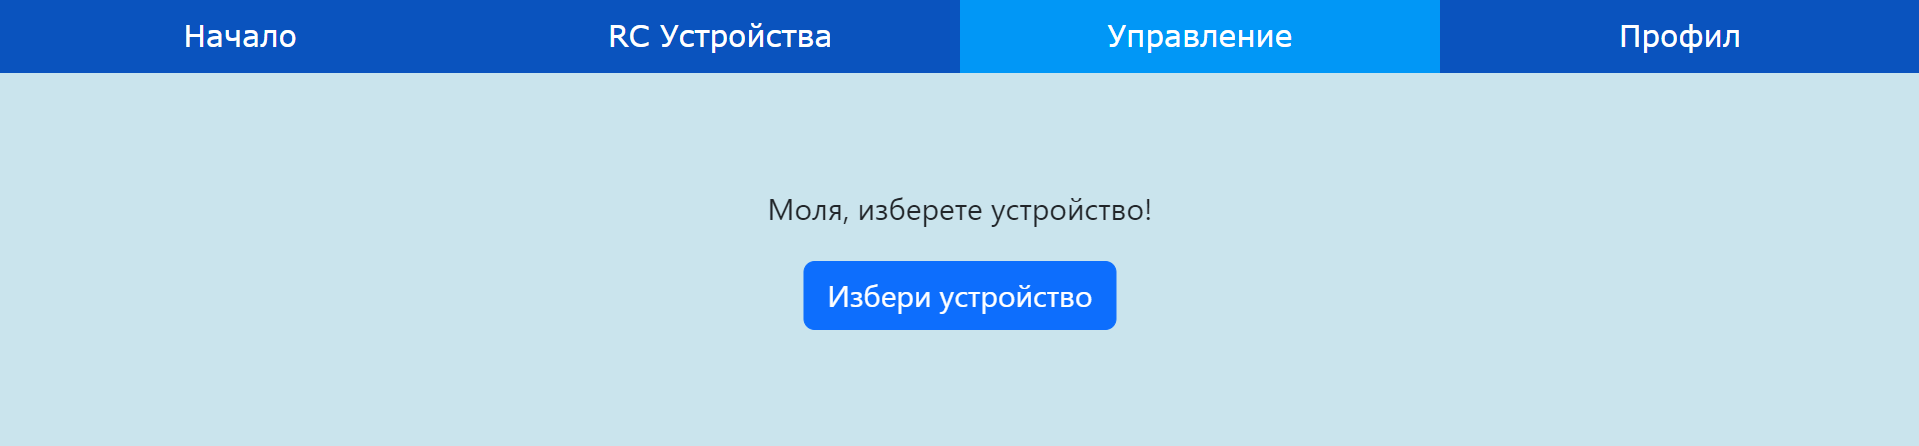 Начало RC Устройства Управление Профил
Моля, изберете устройство!
Избери устройство